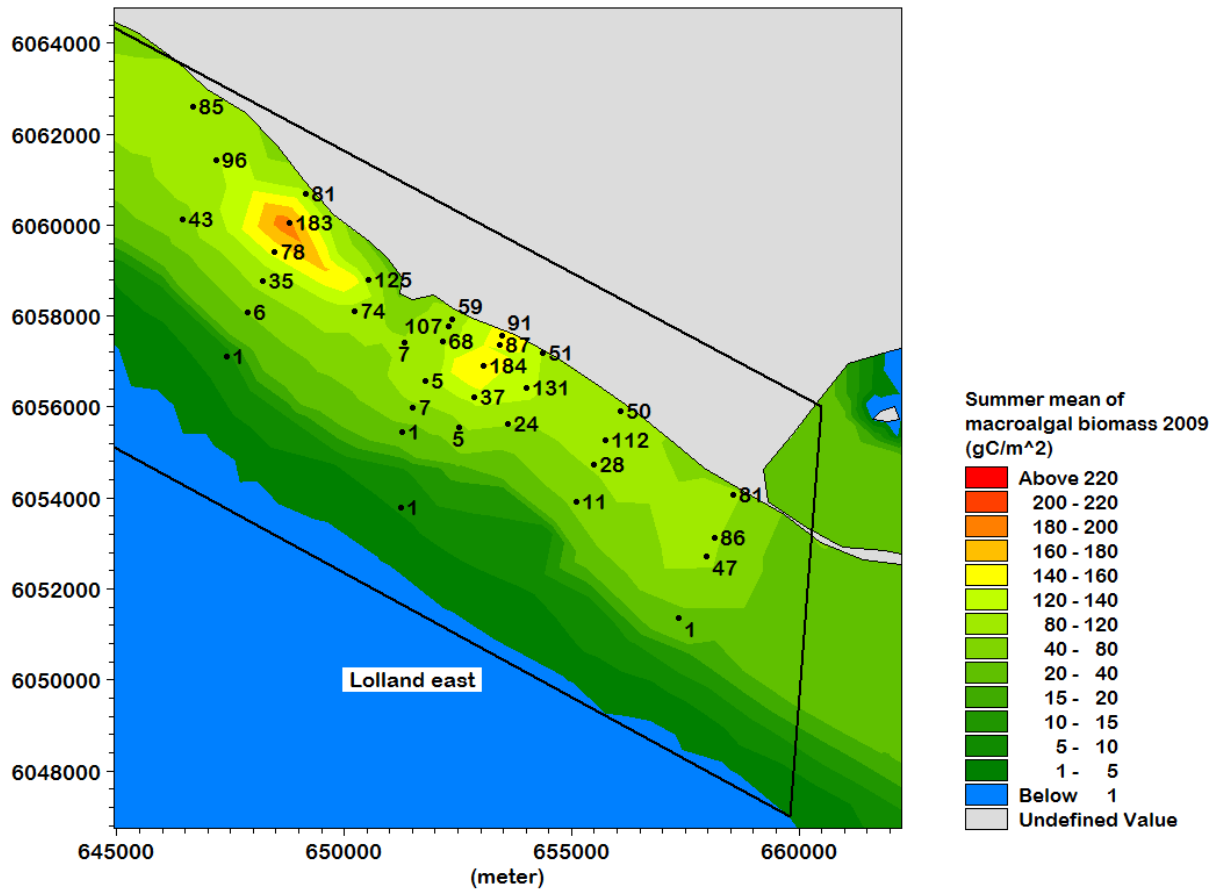 6064000
6062000
6060000
6058000
6056000
6054000
6052000
6050000
6048000
85
96
81
43
183
78
35
125
6
74
59
107
91
1
7
68
87
51
184
5
131
37
7
50
24
1
5
112
28
11
81
1
86
47
1
Lolland east
645000 650000 655000 660000
(meter)
Summer mean of
macroalgal biomass 2009
(gC/m^2)
Above 220
200 - 220
180 - 200
160 - 180
140 - 160
120 - 140
80 - 120
40 - 80
20 - 40
15 - 20
10 - 15
5 - 10
1 - 5
Below 1
Undefined Value